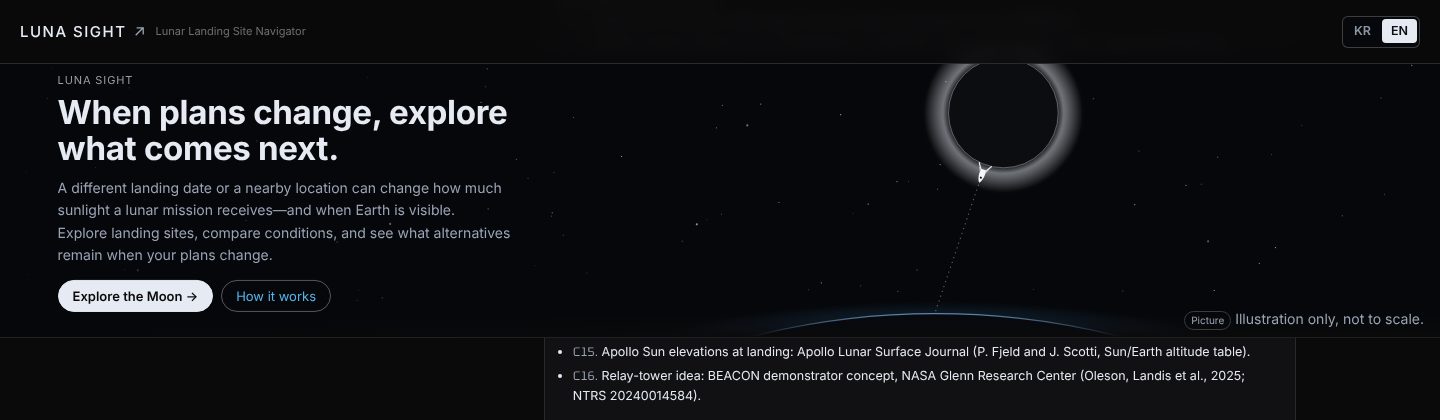 LUNA SIGHT ↗ Lunar Landing Site Navigator
KR EN
LUNA SIGHT
When plans change, explore
what comes next.
A different landing date or a nearby location can change how much
sunlight a lunar mission receives—and when Earth is visible.
Explore landing sites, compare conditions, and see what alternatives
remain when your plans change.
Explore the Moon →
How it works
Picture Illustration only, not to scale.
• C15. Apollo Sun elevations at landing: Apollo Lunar Surface Journal (P. Fjeld and J. Scotti, Sun/Earth altitude table).
• C16. Relay-tower idea: BEACON demonstrator concept, NASA Glenn Research Center (Oleson, Landis et al., 2025;
NTRS 20240014584).